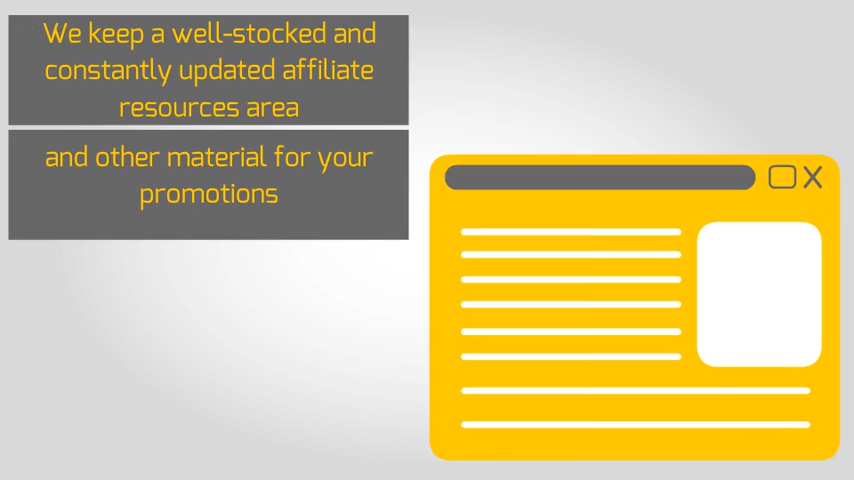 We keep a well-stocked and
constantly updated affiliate
resources area
and other material for your
promotions